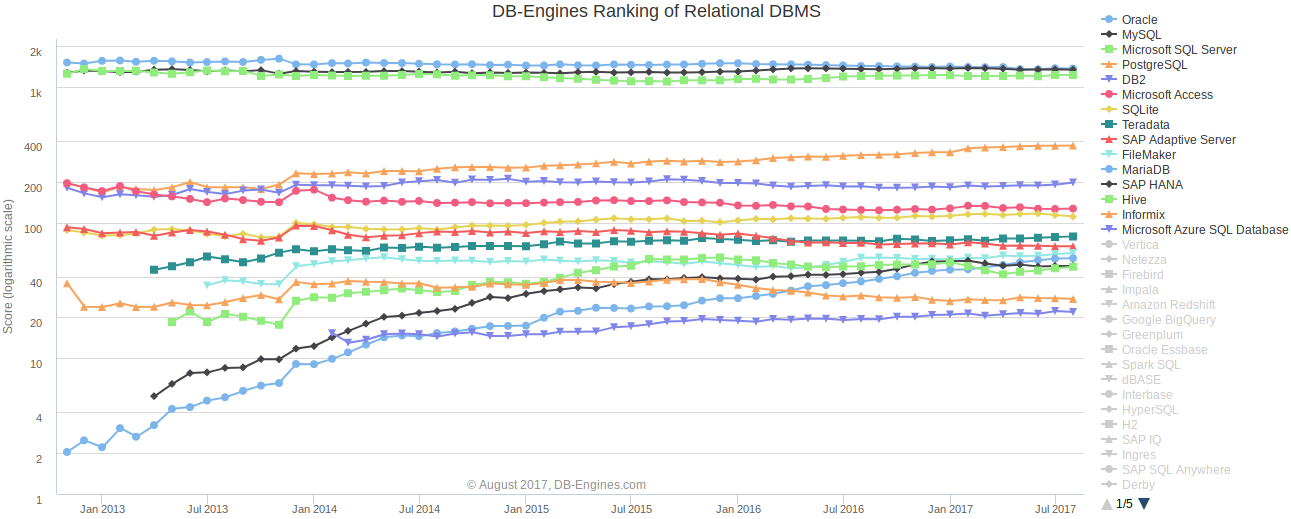 DB-Engines Ranking of Relational DBMS
Score (logarithmic scale)
2k
1k
400
200
100
40
20
10
4
2
1
Jan 2013
Jul 2013
Jan 2014
Jul 2014
Jan 2015
Jul 2015
Jan 2016
Jul 2016
Jan 2017
Jul 2017
© August 2017, DB-Engines.com
Oracle
MySQL
Microsoft SQL Server
PostgreSQL
DB2
Microsoft Access
SQLite
Teradata
SAP Adaptive Server
FileMaker
MariaDB
SAP HANA
Hive
Informix
Microsoft Azure SQL Database
Vertica
Netezza
Firebird
Impala
Amazon Redshift
Google BigQuery
Greenplum
Oracle Essbase
Spark SQL
dBASE
Interbase
HyperSQL
H2
SAP IQ
Ingres
SAP SQL Anywhere
Derby
1/5